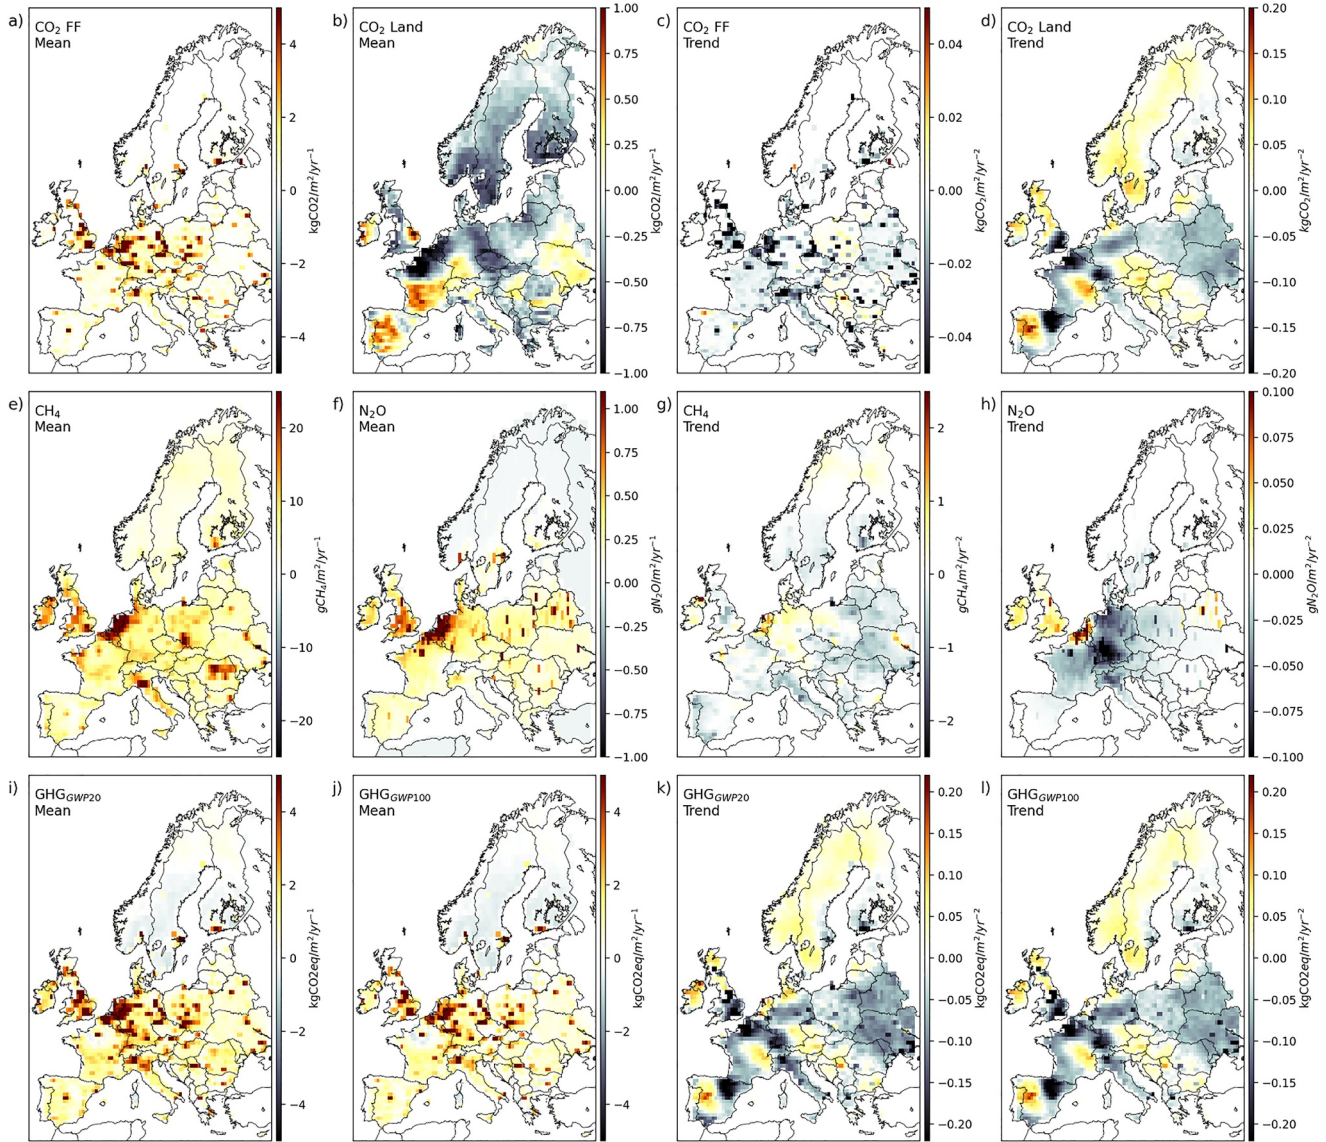 a)
CO₂ FF
Mean
4
2
0
−2
−4
kgCO2/m²/yr⁻¹
b)
CO₂ Land
Mean
1.00
0.75
0.50
0.25
0.00
−0.25
−0.50
−0.75
−1.00
kgCO2/m²/yr⁻¹
c)
CO₂ FF
Trend
0.04
0.02
0.00
−0.02
−0.04
kgCO₂/m²/yr⁻²
d)
CO₂ Land
Trend
0.20
0.15
0.10
0.05
0.00
−0.05
−0.10
−0.15
−0.20
kgCO₂/m²/yr⁻²
e)
CH₄
Mean
20
10
0
−10
−20
gCH₄/m²/yr⁻¹
f)
N₂O
Mean
1.00
0.75
0.50
0.25
0.00
−0.25
−0.50
−0.75
−1.00
gN₂O/m²/yr⁻¹
g)
CH₄
Trend
2
1
0
−1
−2
gCH₄/m²/yr⁻²
h)
N₂O
Trend
0.100
0.075
0.050
0.025
0.000
−0.025
−0.050
−0.075
−0.100
gN₂O/m²/yr⁻²
i)
GHG_GWP20
Mean
4
2
0
−2
−4
kgCO2eq/m²/yr⁻¹
j)
GHG_GWP100
Mean
4
2
0
−2
−4
kgCO2eq/m²/yr⁻¹
k)
GHG_GWP20
Trend
0.20
0.15
0.10
0.05
0.00
−0.05
−0.10
−0.15
−0.20
kgCO2eq/m²/yr⁻²
l)
GHG_GWP100
Trend
0.20
0.15
0.10
0.05
0.00
−0.05
−0.10
−0.15
−0.20
kgCO2eq/m²/yr⁻²